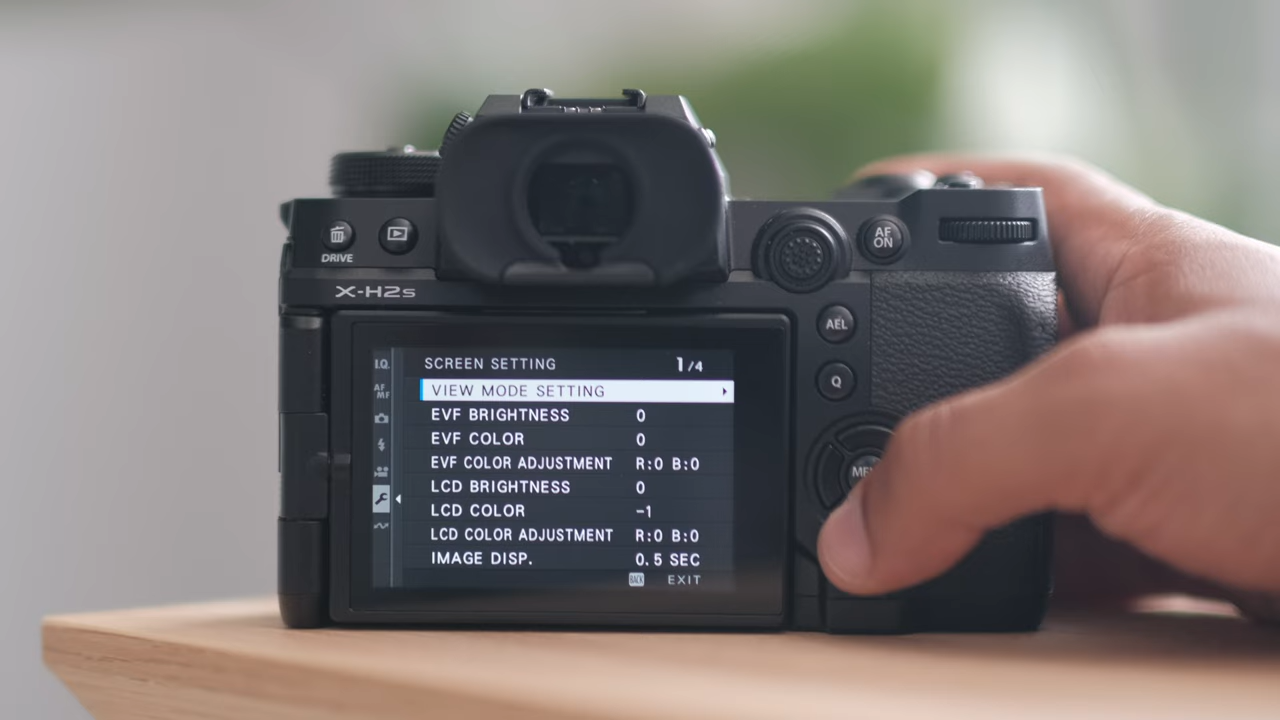 DRIVE
AF
ON
X-H2S
AEL
Q
I.Q.
AF
MF
SCREEN SETTING 1/4
VIEW MODE SETTING
EVF BRIGHTNESS 0
EVF COLOR 0
EVF COLOR ADJUSTMENT R:0 B:0
LCD BRIGHTNESS 0
LCD COLOR -1
LCD COLOR ADJUSTMENT R:0 B:0
IMAGE DISP. 0.5 SEC
BACK EXIT